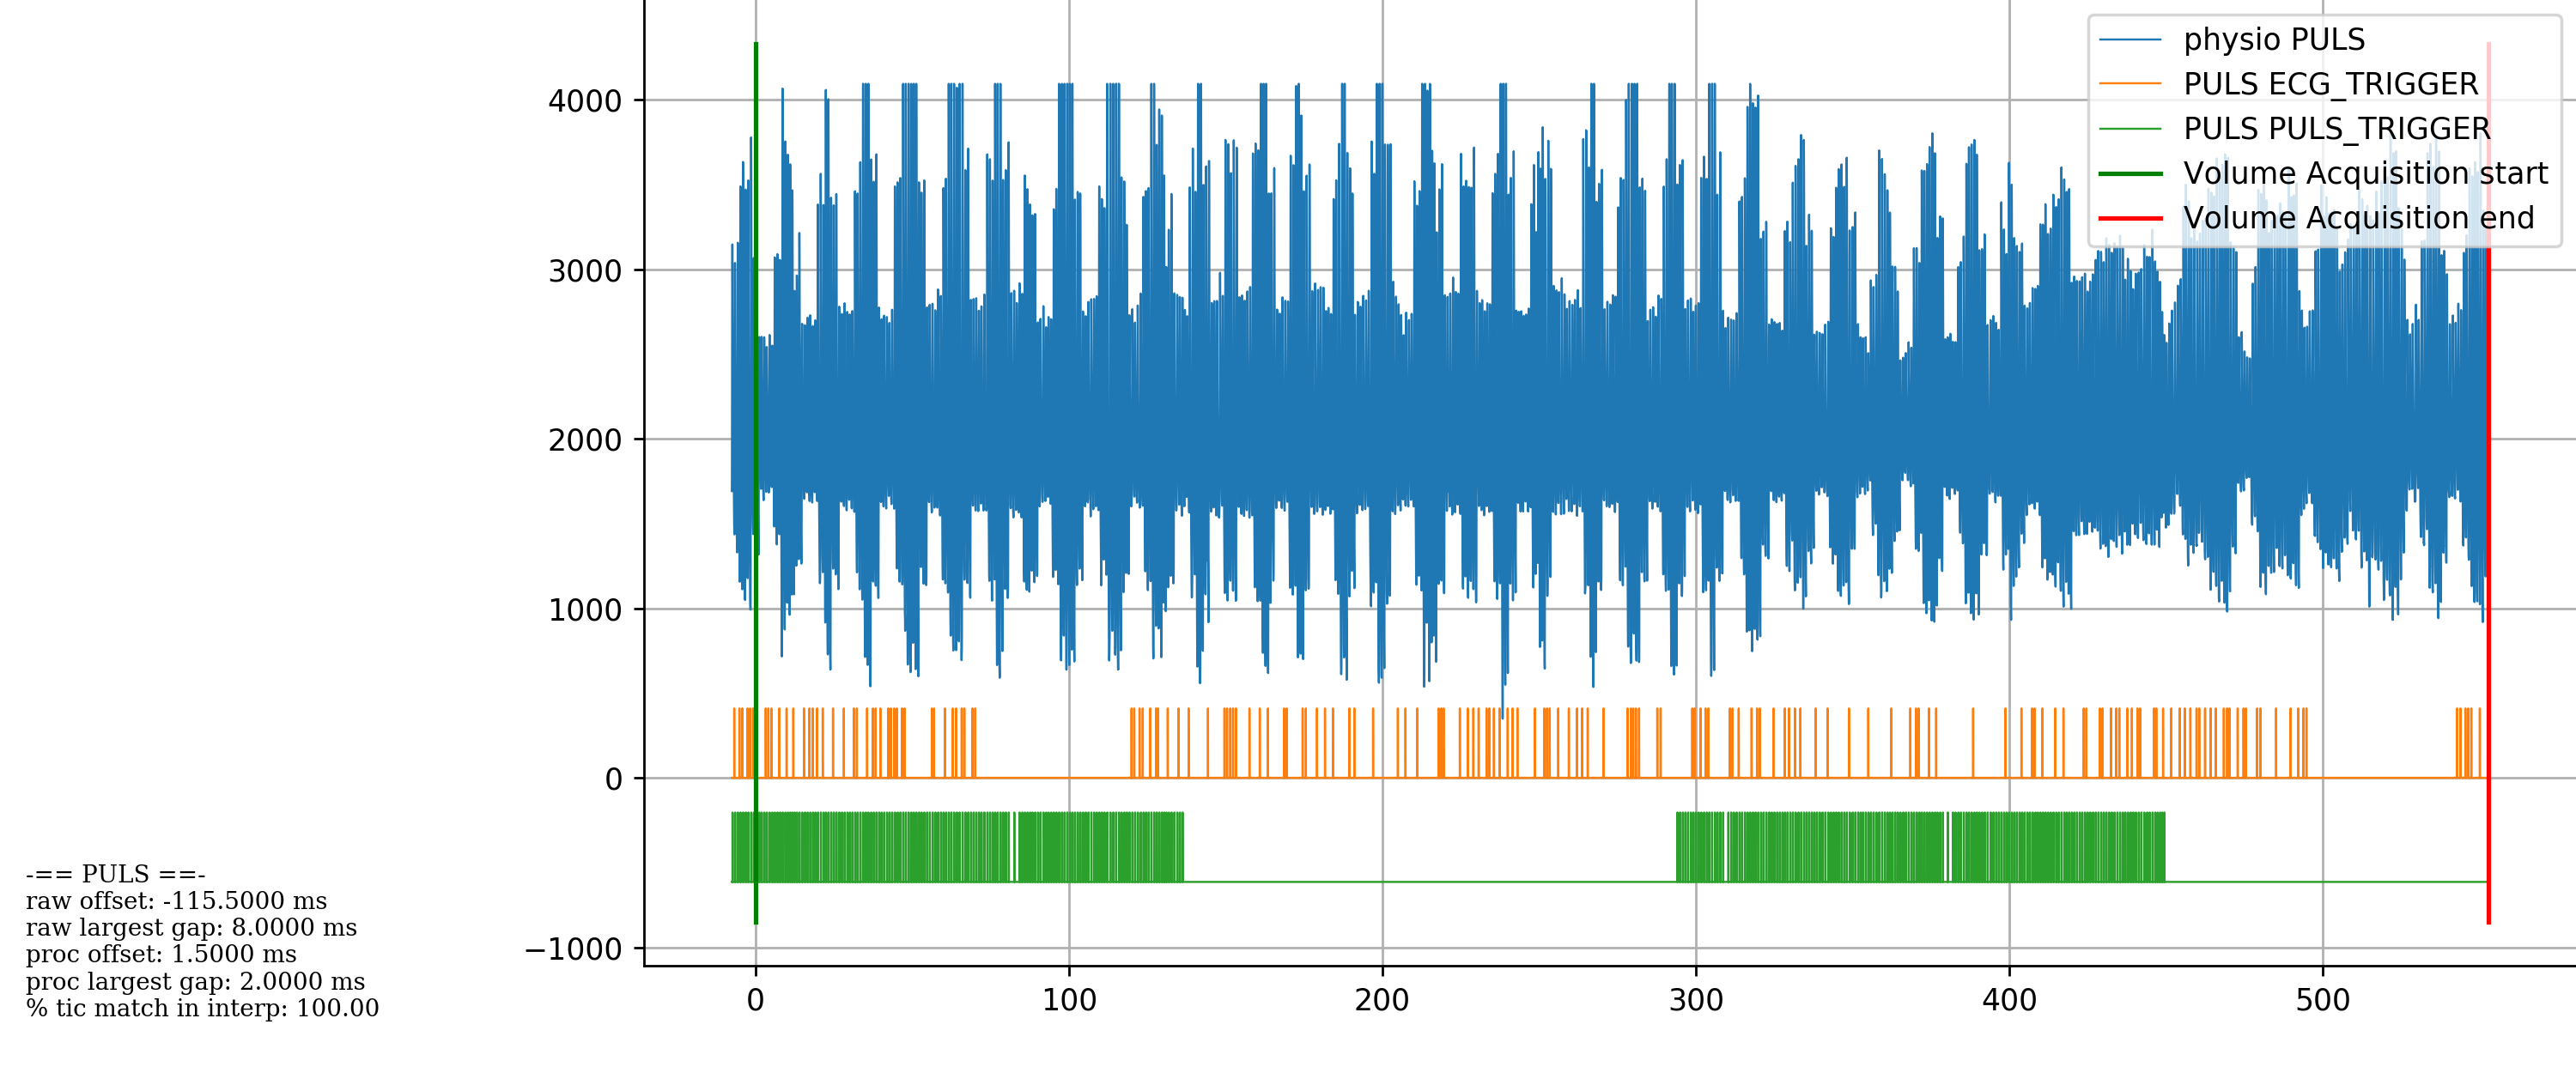 physio PULS
PULS ECG_TRIGGER
PULS PULS_TRIGGER
Volume Acquisition start
Volume Acquisition end
4000
3000
2000
1000
0
−1000
0 100 200 300 400 500
-== PULS ==-
raw offset: -115.5000 ms
raw largest gap: 8.0000 ms
proc offset: 1.5000 ms
proc largest gap: 2.0000 ms
% tic match in interp: 100.00